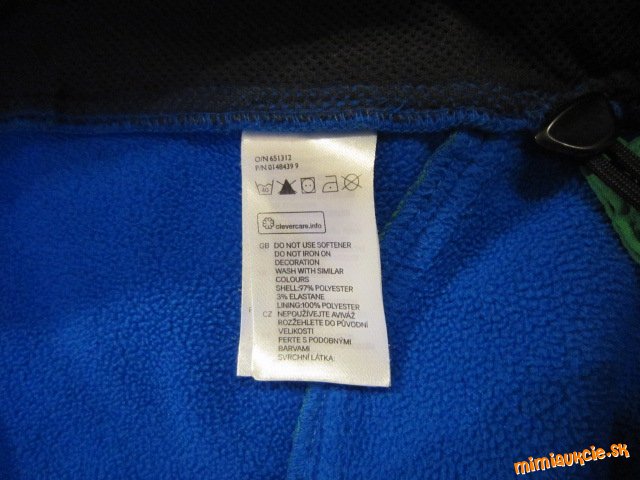 O/N 651312
P/N 0148439 9
40
clevercare.info
GB DO NOT USE SOFTENER
DO NOT IRON ON
DECORATION
WASH WITH SIMILAR
COLOURS
SHELL:97% POLYESTER
3% ELASTANE
LINING:100% POLYESTER
CZ NEPOUŽÍVEJTE AVIVÁŽ
ROZŽEHLETE DO PŮVODNÍ
VELIKOSTI
PERTE S PODOBNÝMI
BARVAMI
SVRCHNÍ LÁTKA:
mimiaukcie.sk